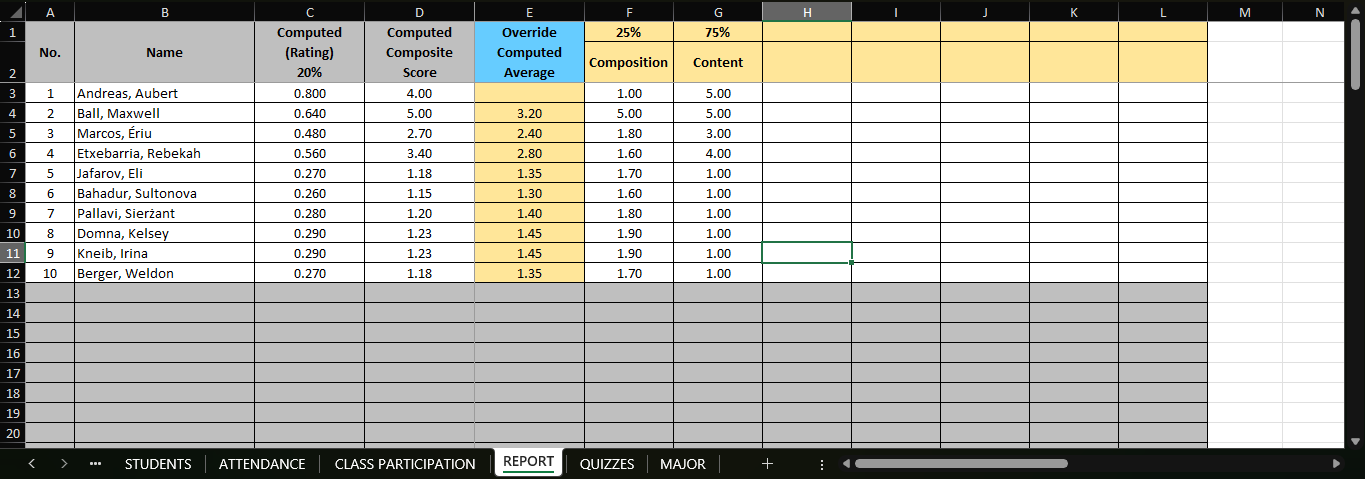 A B C D E F G H I J K L M N
1 No. Name Computed (Rating) 20% Computed Composite Score Override Computed Average 25% 75%
2 Composition Content
3 1 Andreas, Aubert 0.800 4.00 1.00 5.00
4 2 Ball, Maxwell 0.640 5.00 3.20 5.00 5.00
5 3 Marcos, Ériu 0.480 2.70 2.40 1.80 3.00
6 4 Etxebarria, Rebekah 0.560 3.40 2.80 1.60 4.00
7 5 Jafarov, Eli 0.270 1.18 1.35 1.70 1.00
8 6 Bahadur, Sultonova 0.260 1.15 1.30 1.60 1.00
9 7 Pallavi, Sierżant 0.280 1.20 1.40 1.80 1.00
10 8 Domna, Kelsey 0.290 1.23 1.45 1.90 1.00
11 9 Kneib, Irina 0.290 1.23 1.45 1.90 1.00
12 10 Berger, Weldon 0.270 1.18 1.35 1.70 1.00
13
14
15
16
17
18
19
20
STUDENTS ATTENDANCE CLASS PARTICIPATION REPORT QUIZZES MAJOR